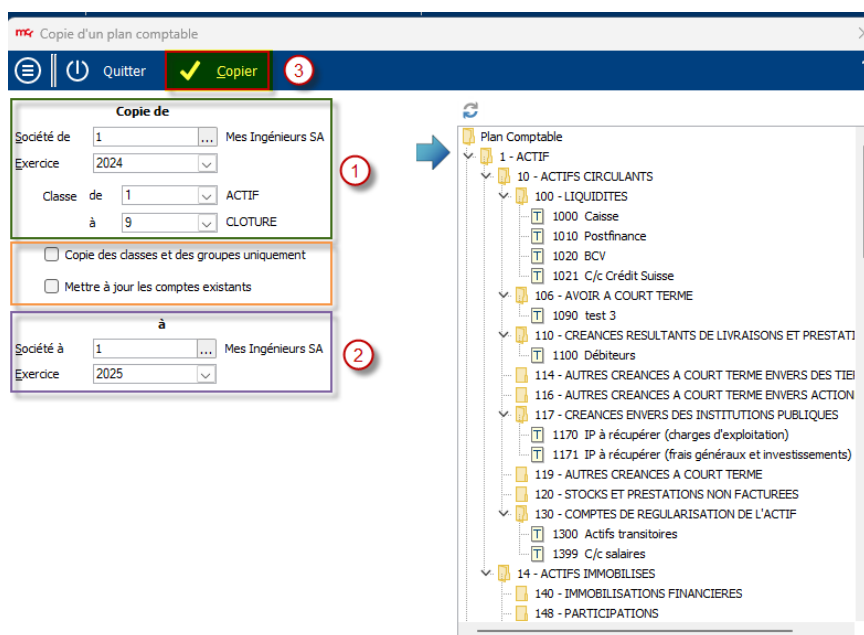 mcr Copie d'un plan comptable
Quitter Copier 3
Copie de
Société de 1 ... Mes Ingénieurs SA
Exercice 2024
Classe de 1 ACTIF
à 9 CLOTURE
1
Copie des classes et des groupes uniquement
Mettre à jour les comptes existants
à
Société à 1 ... Mes Ingénieurs SA
Exercice 2025
2
Plan Comptable
1 - ACTIF
10 - ACTIFS CIRCULANTS
100 - LIQUIDITES
T 1000 Caisse
T 1010 Postfinance
T 1020 BCV
T 1021 C/c Crédit Suisse
106 - AVOIR A COURT TERME
T 1090 test 3
110 - CREANCES RESULTANTS DE LIVRAISONS ET PRESTATI
T 1100 Débiteurs
114 - AUTRES CREANCES A COURT TERME ENVERS DES TIE
116 - AUTRES CREANCES A COURT TERME ENVERS ACTION
117 - CREANCES ENVERS DES INSTITUTIONS PUBLIQUES
T 1170 IP à récupérer (charges d'exploitation)
T 1171 IP à récupérer (frais généraux et investissements)
119 - AUTRES CREANCES A COURT TERME
120 - STOCKS ET PRESTATIONS NON FACTUREES
130 - COMPTES DE REGULARISATION DE L'ACTIF
T 1300 Actifs transitoires
T 1399 C/c salaires
14 - ACTIFS IMMOBILISES
140 - IMMOBILISATIONS FINANCIERES
148 - PARTICIPATIONS